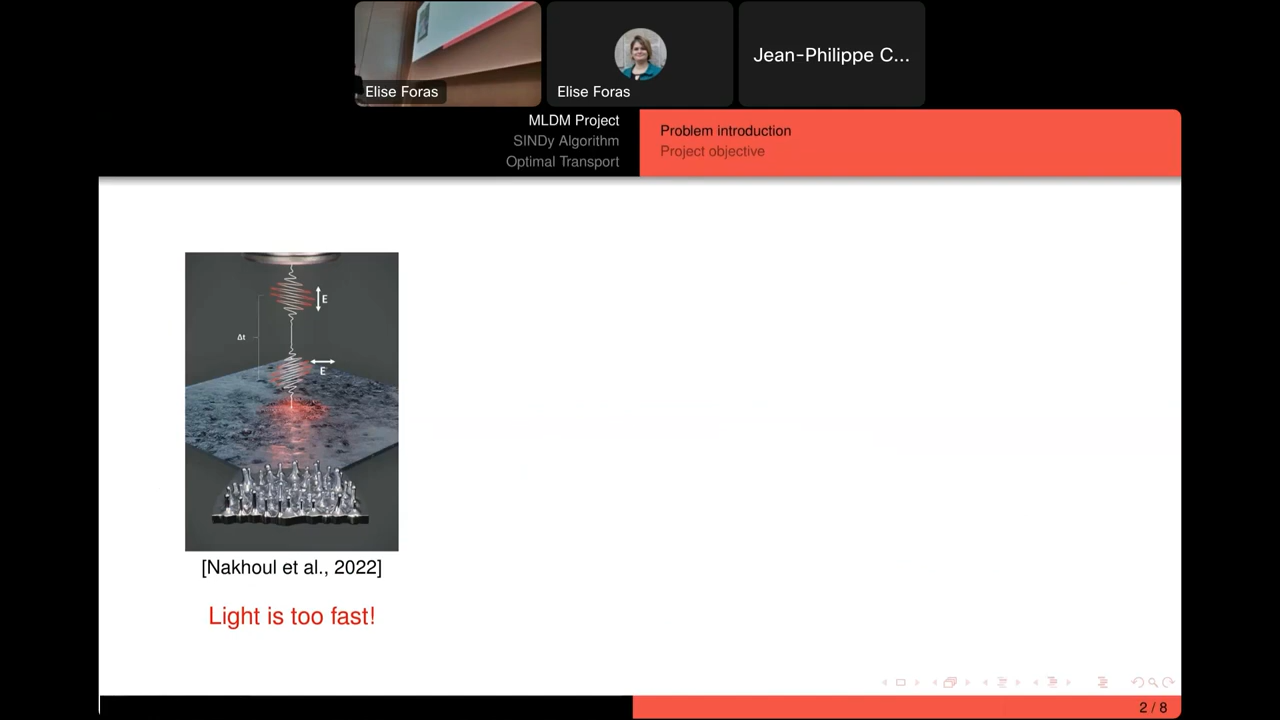 Elise Foras
Elise Foras
Jean-Philippe C...
MLDM Project
SINDy Algorithm
Optimal Transport
Problem introduction
Project objective
E
Δt
E
[Nakhoul et al., 2022]
Light is too fast!
2 / 8